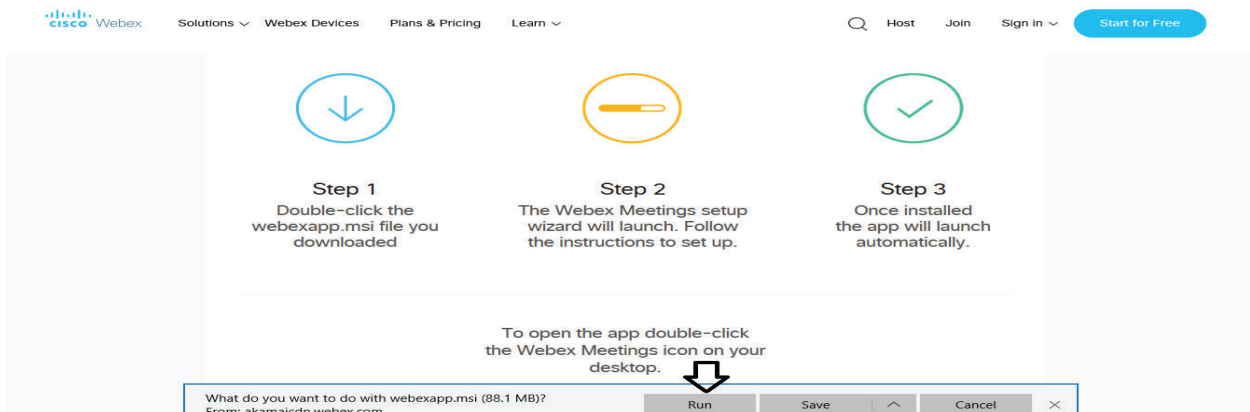 CISCO Webex Solutions Webex Devices Plans & Pricing Learn Host Join Sign in Start for Free
Step 1
Double-click the
webexapp.msi file you
downloaded
Step 2
The Webex Meetings setup
wizard will launch. Follow
the instructions to set up.
Step 3
Once installed
the app will launch
automatically.
To open the app double-click
the Webex Meetings icon on your
desktop.
What do you want to do with webexapp.msi (88.1 MB)?
From: akamaicdn.webex.com
Run Save Cancel